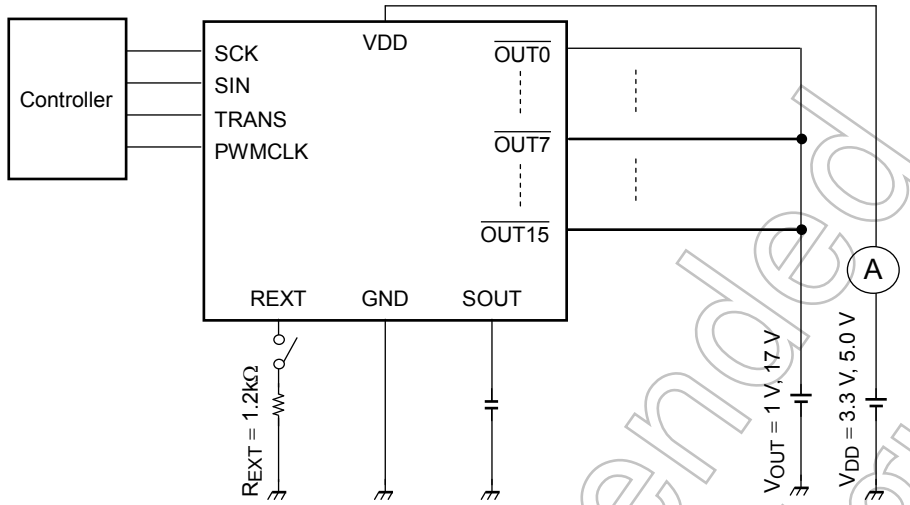 Controller
SCK
SIN
TRANS
PWMCLK
VDD
OUT0
OUT7
OUT15
REXT
GND
SOUT
A
REXT = 1.2kΩ
VOUT = 1 V, 17 V
VDD = 3.3 V, 5.0 V
ended